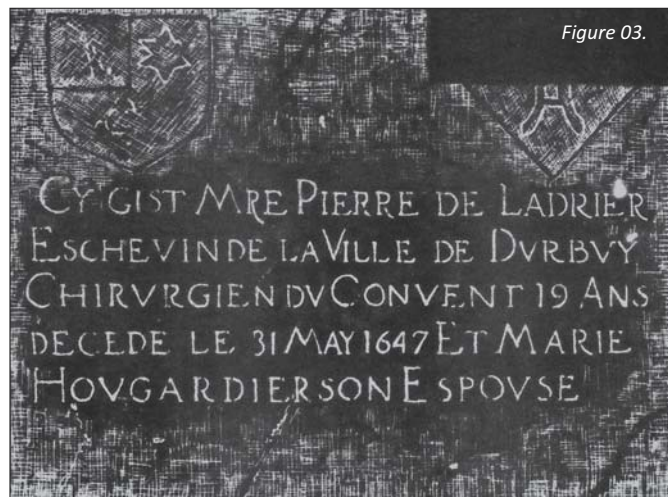 Figure 03.
CY GIST MRE PIERRE DE LADRIER
ESCHEVIN DE LA VILLE DE DVRBVY
CHIRVRGIEN DV CONVENT 19 ANS
DECEDE LE 31 MAY 1647 ET MARIE
HOVGARDIER SON ESPOVSE